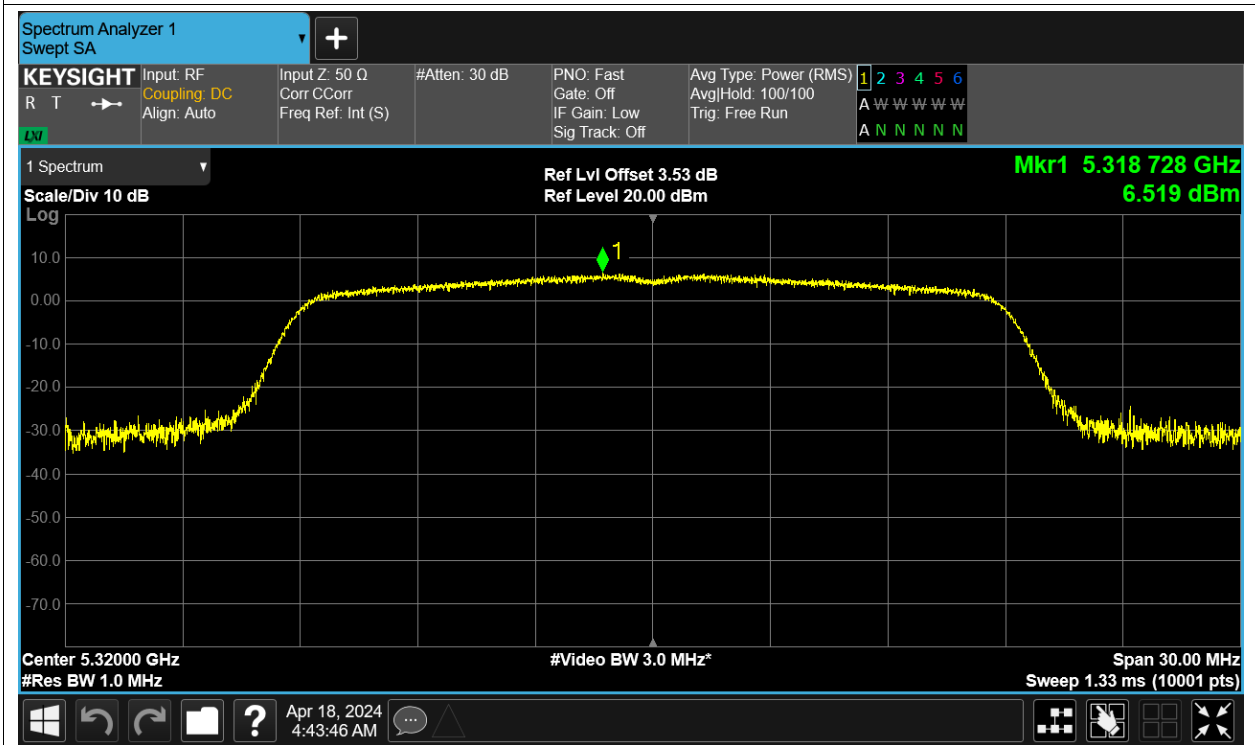 Spectrum Analyzer 1
Swept SA
KEYSIGHT
R T
LXI
Input: RF
Coupling: DC
Align: Auto
Input Z: 50 Ω
Corr CCorr
Freq Ref: Int (S)
#Atten: 30 dB
PNO: Fast
Gate: Off
IF Gain: Low
Sig Track: Off
Avg Type: Power (RMS)
Avg|Hold: 100/100
Trig: Free Run
1 2 3 4 5 6
A W W W W W
A N N N N N
1 Spectrum
Scale/Div 10 dB
Log
Ref Lvl Offset 3.53 dB
Ref Level 20.00 dBm
Mkr1 5.318 728 GHz
6.519 dBm
1
10.0
0.00
-10.0
-20.0
-30.0
-40.0
-50.0
-60.0
-70.0
Center 5.32000 GHz
#Res BW 1.0 MHz
#Video BW 3.0 MHz*
Span 30.00 MHz
Sweep 1.33 ms (10001 pts)
?
Apr 18, 2024
4:43:46 AM